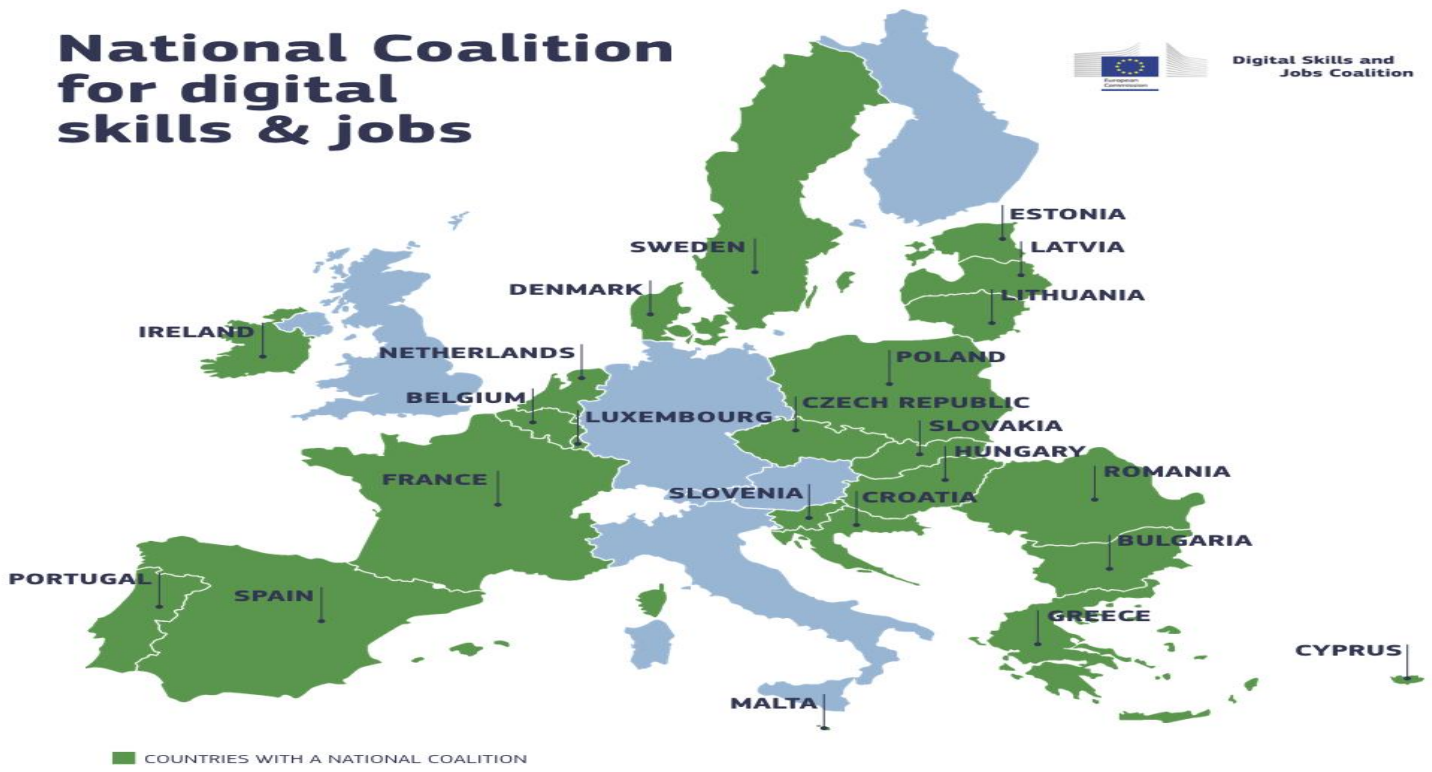 National Coalition
for digital
skills & jobs
European
Commission
Digital Skills and
Jobs Coalition
ESTONIA
SWEDEN
LATVIA
DENMARK
LITHUANIA
IRELAND
NETHERLANDS
POLAND
BELGIUM
CZECH REPUBLIC
LUXEMBOURG
SLOVAKIA
HUNGARY
FRANCE
ROMANIA
SLOVENIA
CROATIA
BULGARIA
PORTUGAL
SPAIN
GREECE
CYPRUS
MALTA
COUNTRIES WITH A NATIONAL COALITION